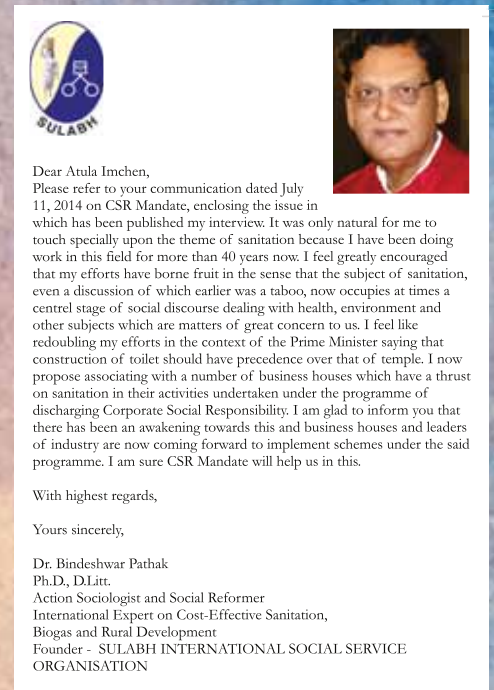 SULABH
Dear Atula Imchen,
Please refer to your communication dated July
11, 2014 on CSR Mandate, enclosing the issue in
which has been published my interview. It was only natural for me to
touch specially upon the theme of sanitation because I have been doing
work in this field for more than 40 years now. I feel greatly encouraged
that my efforts have borne fruit in the sense that the subject of sanitation,
even a discussion of which earlier was a taboo, now occupies at times a
centrel stage of social discourse dealing with health, environment and
other subjects which are matters of great concern to us. I feel like
redoubling my efforts in the context of the Prime Minister saying that
construction of toilet should have precedence over that of temple. I now
propose associating with a number of business houses which have a thrust
on sanitation in their activities undertaken under the programme of
discharging Corporate Social Responsibility. I am glad to inform you that
there has been an awakening towards this and business houses and leaders
of industry are now coming forward to implement schemes under the said
programme. I am sure CSR Mandate will help us in this.
With highest regards,
Yours sincerely,
Dr. Bindeshwar Pathak
Ph.D., D.Litt.
Action Sociologist and Social Reformer
International Expert on Cost-Effective Sanitation,
Biogas and Rural Development
Founder - SULABH INTERNATIONAL SOCIAL SERVICE
ORGANISATION